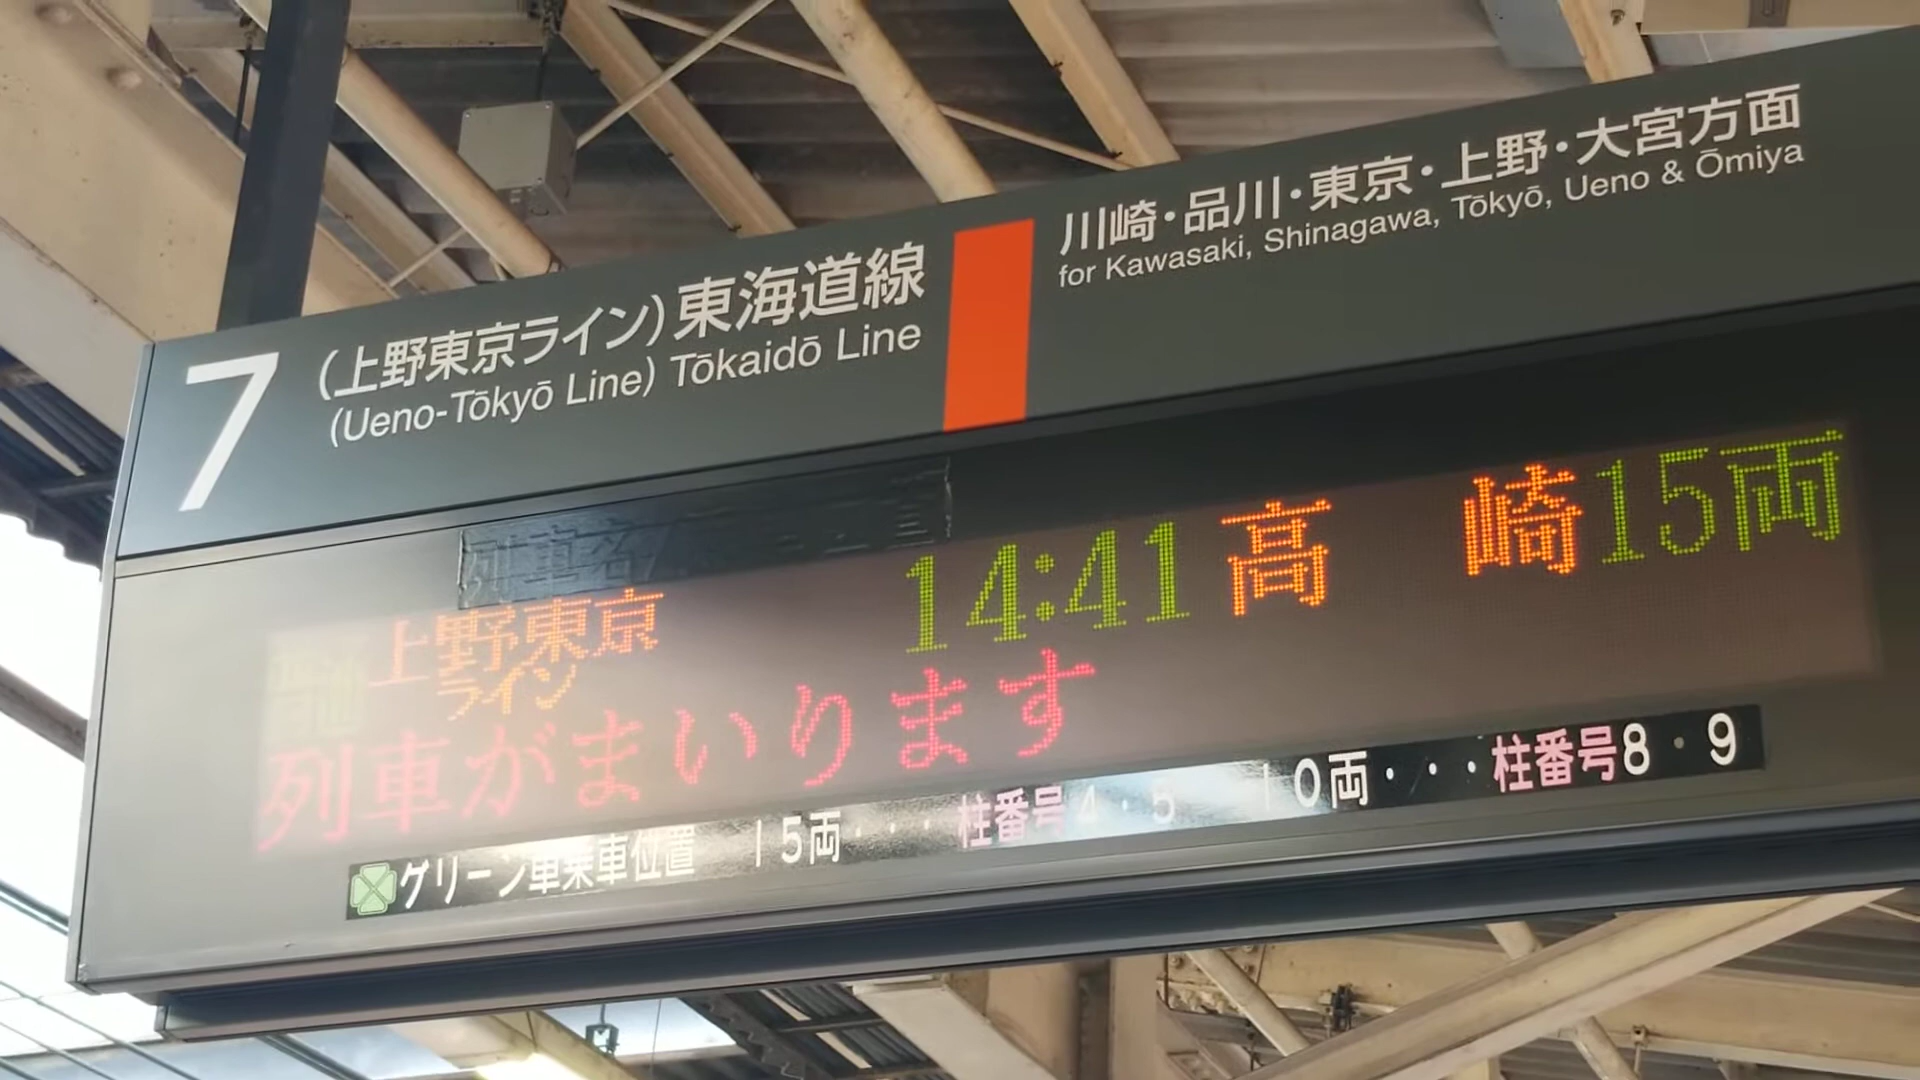 7
(上野東京ライン)東海道線
(Ueno-Tōkyō Line) Tōkaidō Line
川崎・品川・東京・上野・大宮方面
for Kawasaki, Shinagawa, Tōkyō, Ueno & Ōmiya
普通 上野東京ライン 14:41 高 崎 15両
列車がまいります
グリーン車乗車位置 15両・・・柱番号4・5 10両・・・柱番号8・9